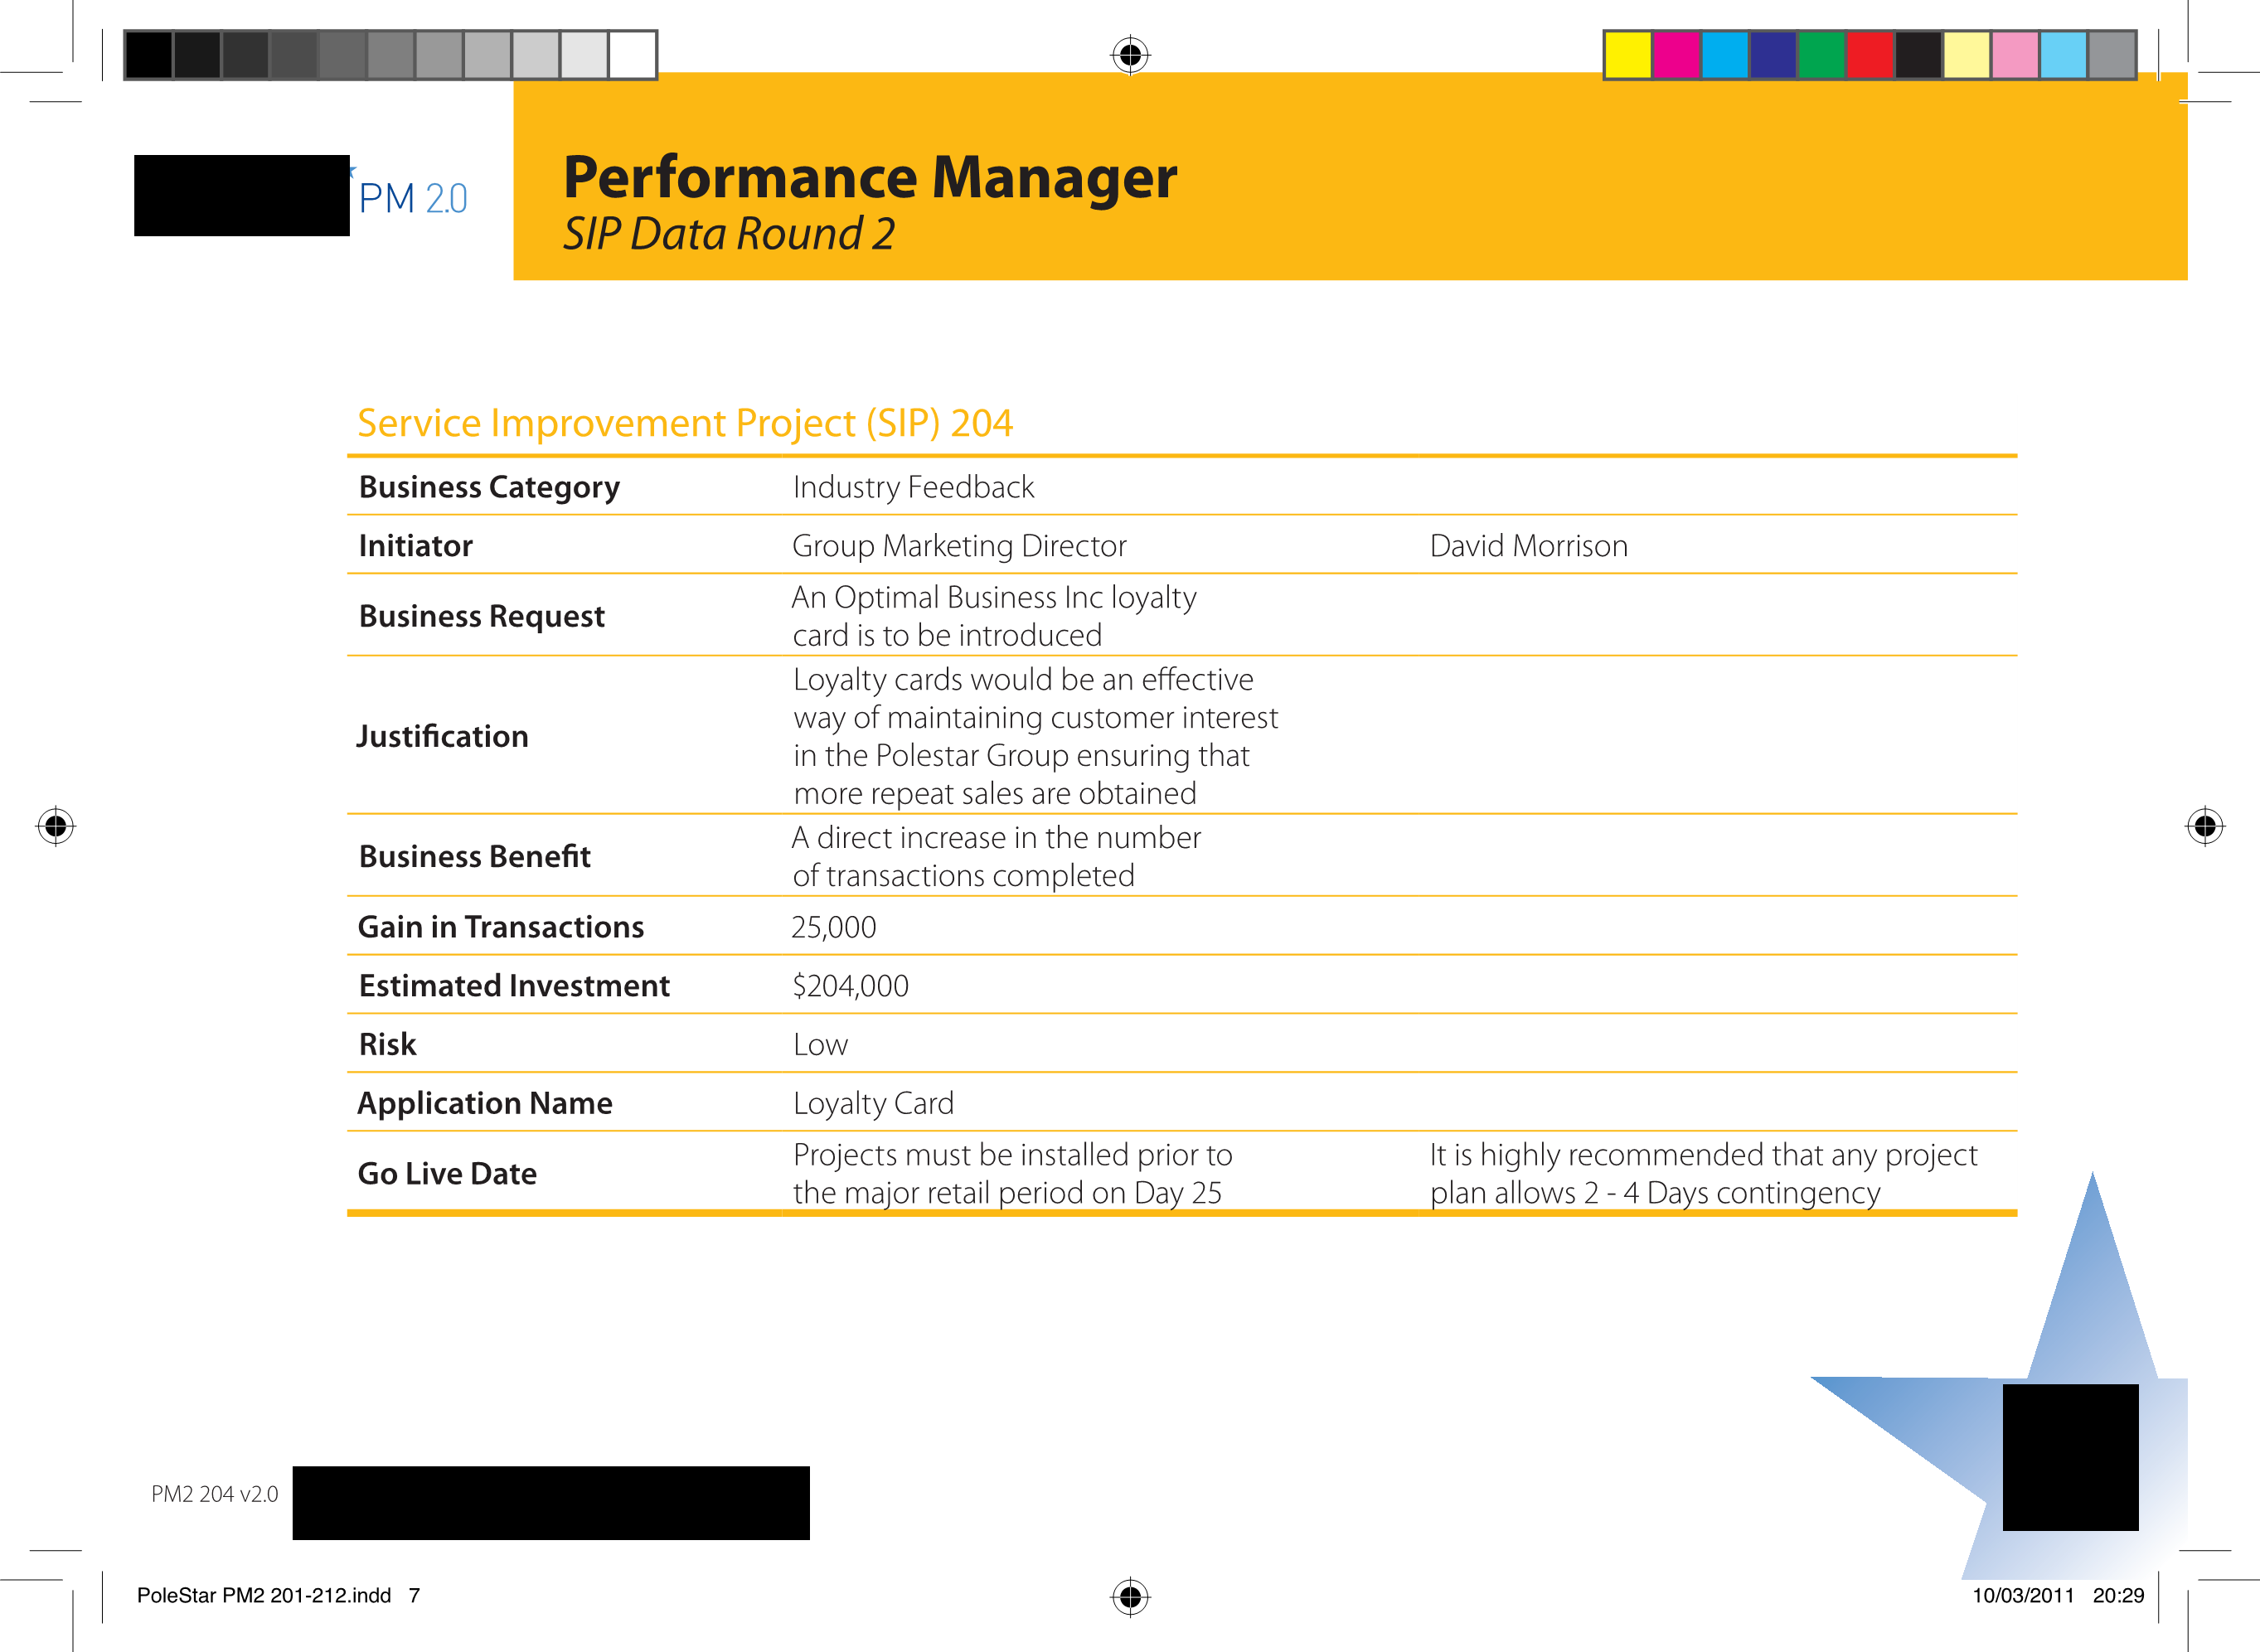 PM 2.0
Performance Manager
SIP Data Round 2
Service Improvement Project (SIP) 204
Business Category Industry Feedback
Initiator Group Marketing Director David Morrison
Business Request An Optimal Business Inc loyalty
card is to be introduced
Justification Loyalty cards would be an effective
way of maintaining customer interest
in the Polestar Group ensuring that
more repeat sales are obtained
Business Benefit A direct increase in the number
of transactions completed
Gain in Transactions 25,000
Estimated Investment $204,000
Risk Low
Application Name Loyalty Card
Go Live Date Projects must be installed prior to
the major retail period on Day 25
It is highly recommended that any project
plan allows 2 - 4 Days contingency
PM2 204 v2.0
PoleStar PM2 201-212.indd 7
10/03/2011 20:29